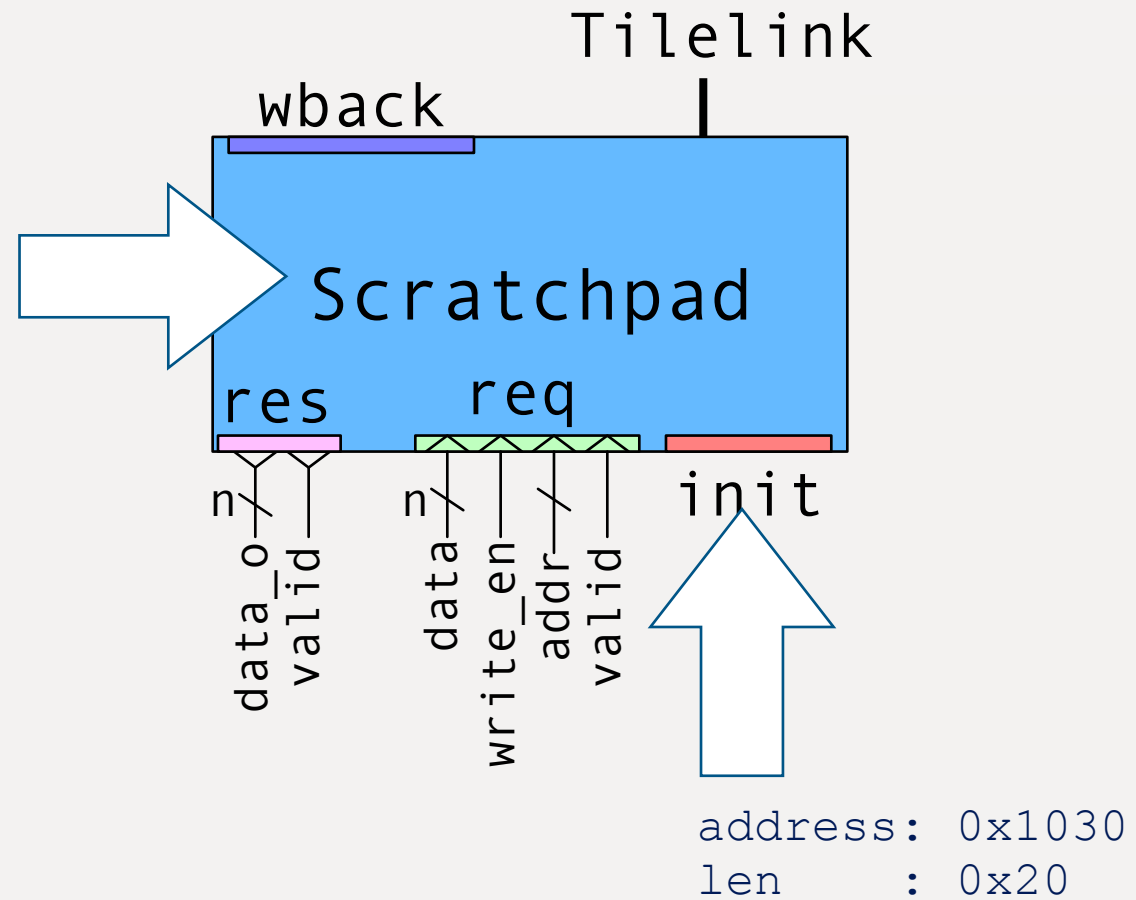 Tilelink
wback
Scratchpad
res
req
init
n
n
data_o
valid
data
write_en
addr
valid
address: 0x1030
len    : 0x20